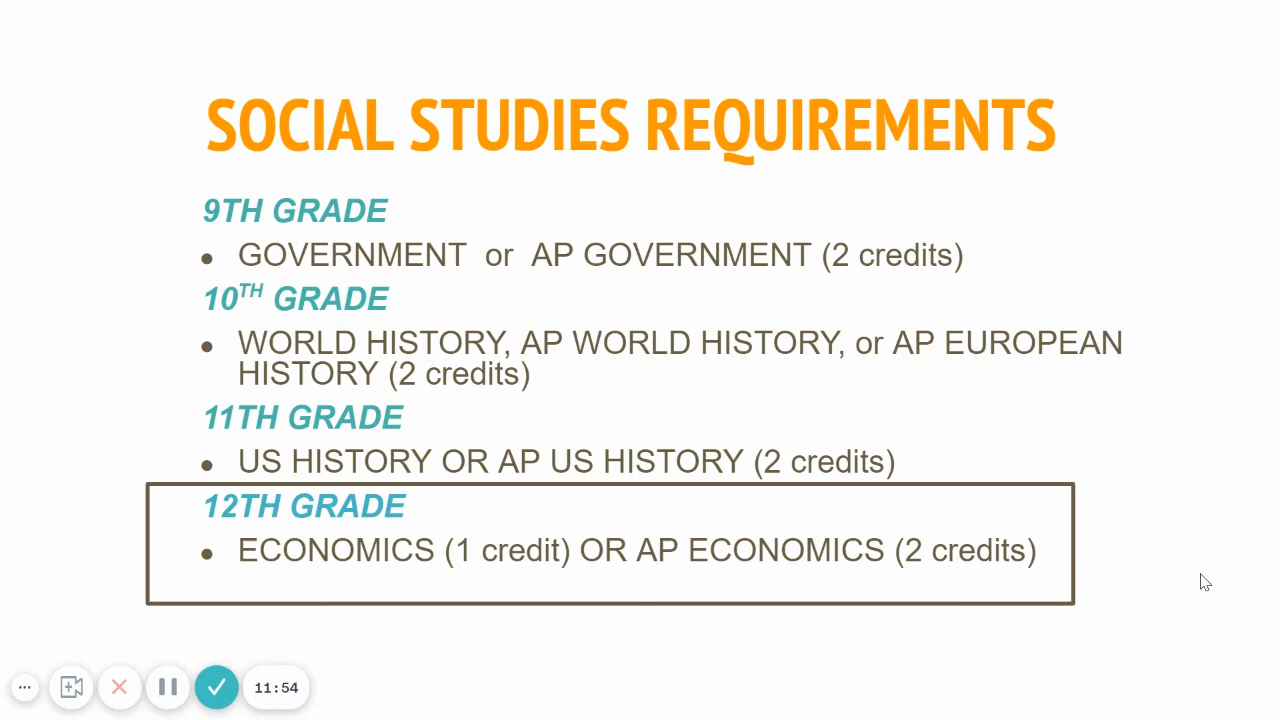 SOCIAL STUDIES REQUIREMENTS
9TH GRADE
• GOVERNMENT or AP GOVERNMENT (2 credits)
10TH GRADE
• WORLD HISTORY, AP WORLD HISTORY, or AP EUROPEAN
HISTORY (2 credits)
11TH GRADE
• US HISTORY OR AP US HISTORY (2 credits)
12TH GRADE
• ECONOMICS (1 credit) OR AP ECONOMICS (2 credits)
11:54